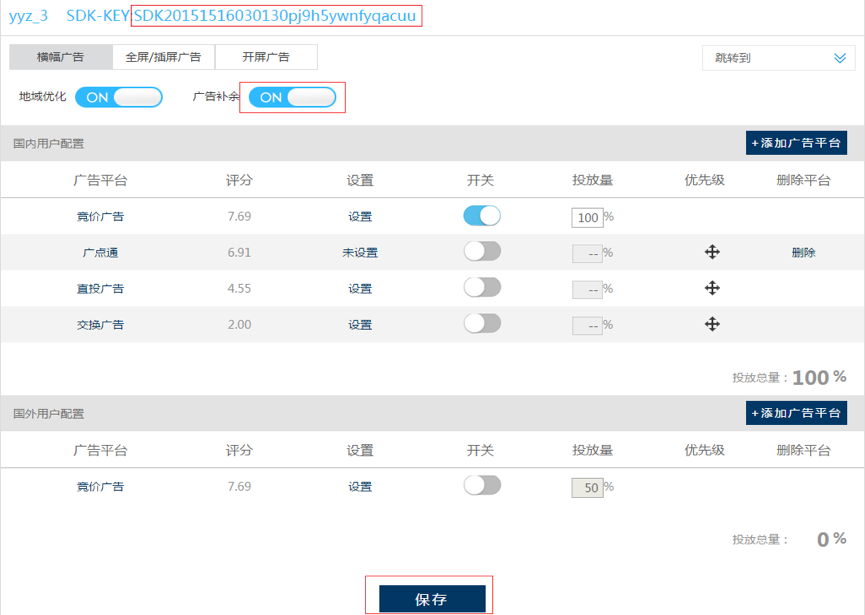 yyz_3 SDK-KEY:SDK20151516030130pj9h5ywnfyqacuu
横幅广告 全屏/插屏广告 开屏广告 跳转到
地域优化 ON 广告补余 ON
国内用户配置 +添加广告平台
广告平台 评分 设置 开关 投放量 优先级 删除平台
竞价广告 7.69 设置 100 %
广点通 6.91 未设置 -- % 删除
直投广告 4.55 设置 -- %
交换广告 2.00 设置 -- %
投放总量：100 %
国外用户配置 +添加广告平台
广告平台 评分 设置 开关 投放量 优先级 删除平台
竞价广告 7.69 设置 50 %
投放总量： 0 %
保存